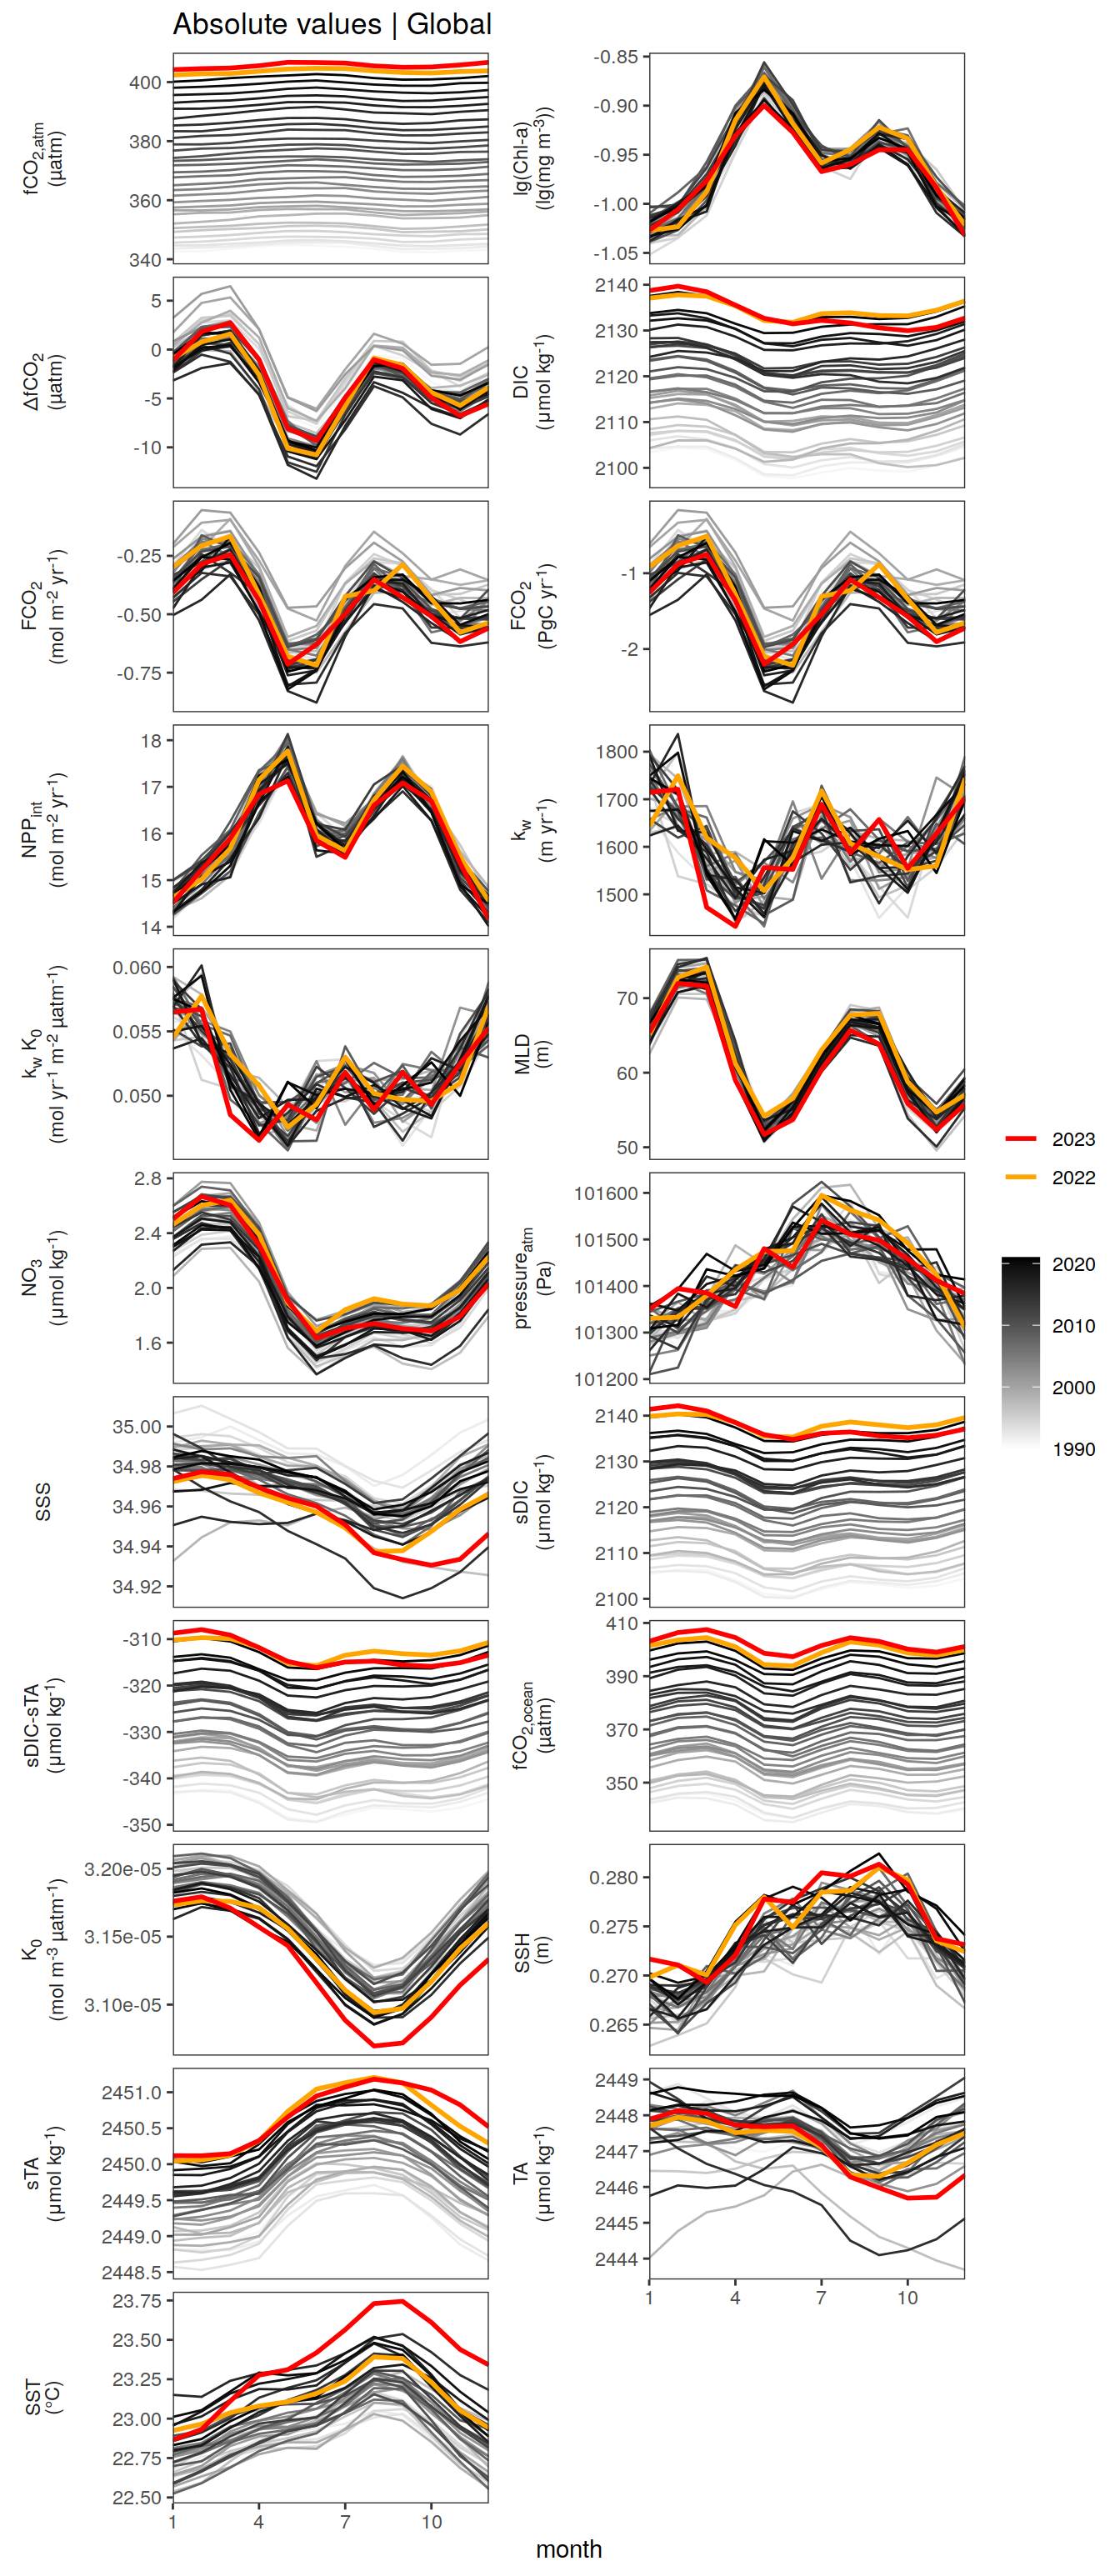 Absolute values | Global
fCO2,atm
(µatm)
400
380
360
340
lg(Chl-a)
(lg(mg m-3))
-0.85
-0.90
-0.95
-1.00
-1.05
ΔfCO2
(µatm)
5
0
-5
-10
DIC
(µmol kg-1)
2140
2130
2120
2110
2100
FCO2
(mol m-2 yr-1)
-0.25
-0.50
-0.75
FCO2
(PgC yr-1)
-1
-2
NPPint
(mol m-2 yr-1)
18
17
16
15
14
kw
(m yr-1)
1800
1700
1600
1500
kw K0
(mol yr-1 m-2 µatm-1)
0.060
0.055
0.050
MLD
(m)
70
60
50
NO3
(µmol kg-1)
2.8
2.4
2.0
1.6
pressureatm
(Pa)
101600
101500
101400
101300
101200
SSS
35.00
34.98
34.96
34.94
34.92
sDIC
(µmol kg-1)
2140
2130
2120
2110
2100
sDIC-sTA
(µmol kg-1)
-310
-320
-330
-340
-350
fCO2,ocean
(µatm)
410
390
370
350
K0
(mol m-3 µatm-1)
3.20e-05
3.15e-05
3.10e-05
SSH
(m)
0.280
0.275
0.270
0.265
sTA
(µmol kg-1)
2451.0
2450.5
2450.0
2449.5
2449.0
2448.5
TA
(µmol kg-1)
2449
2448
2447
2446
2445
2444
1 4 7 10
SST
(°C)
23.75
23.50
23.25
23.00
22.75
22.50
1 4 7 10
month
2023
2022
2020
2010
2000
1990